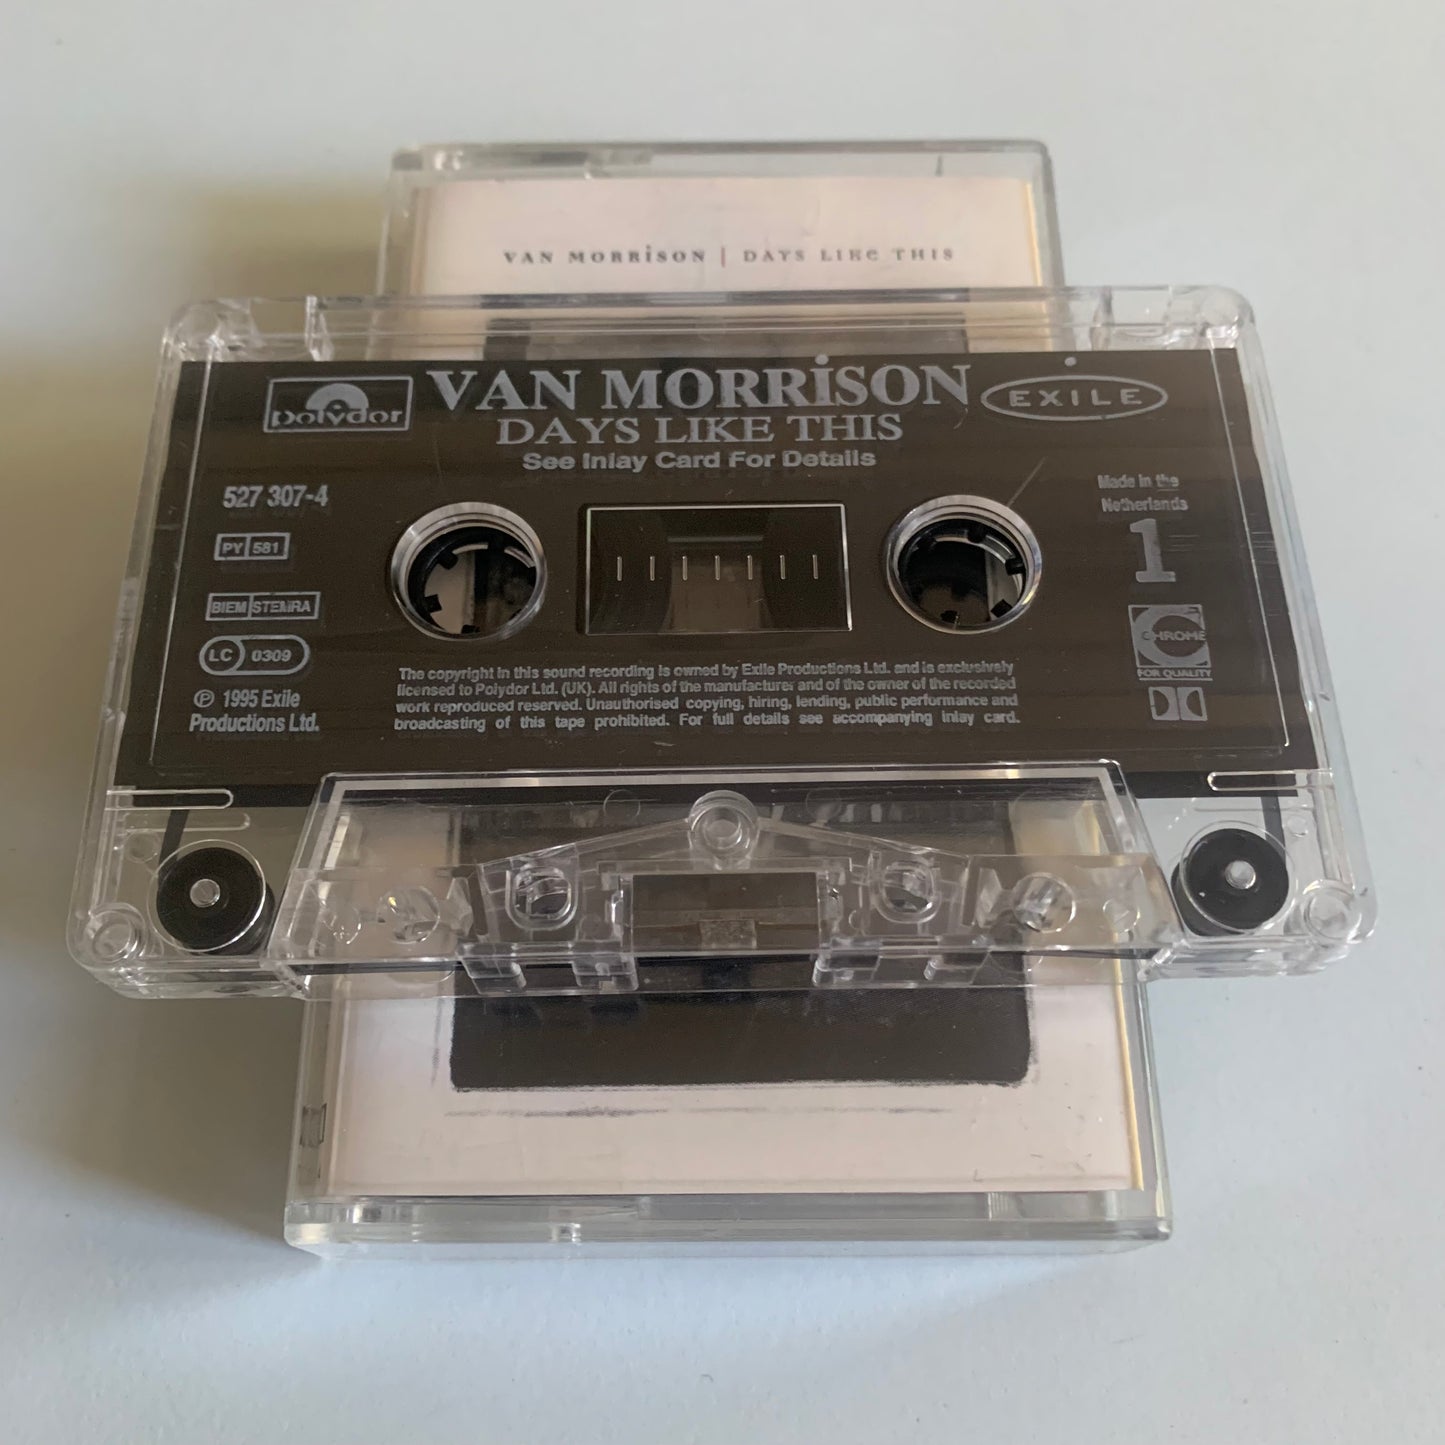 VAN MORRiSON | DAYS LIKe THIS
polydor
VAN MORRiSON
EXILE
DAYS LIKE THIS
See Inlay Card For Details
527 307-4
Made in the
Netherlands
PY 581
1
BIEM STEMRA
CHROME
FOR QUALITY
LC 0309
℗ 1995 Exile
Productions Ltd.
The copyright in this sound recording is owned by Exile Productions Ltd. and is exclusively
licensed to Polydor Ltd. (UK). All rights of the manufacturer and of the owner of the recorded
work reproduced reserved. Unauthorised copying, hiring, lending, public performance and
broadcasting of this tape prohibited. For full details see accompanying inlay card.